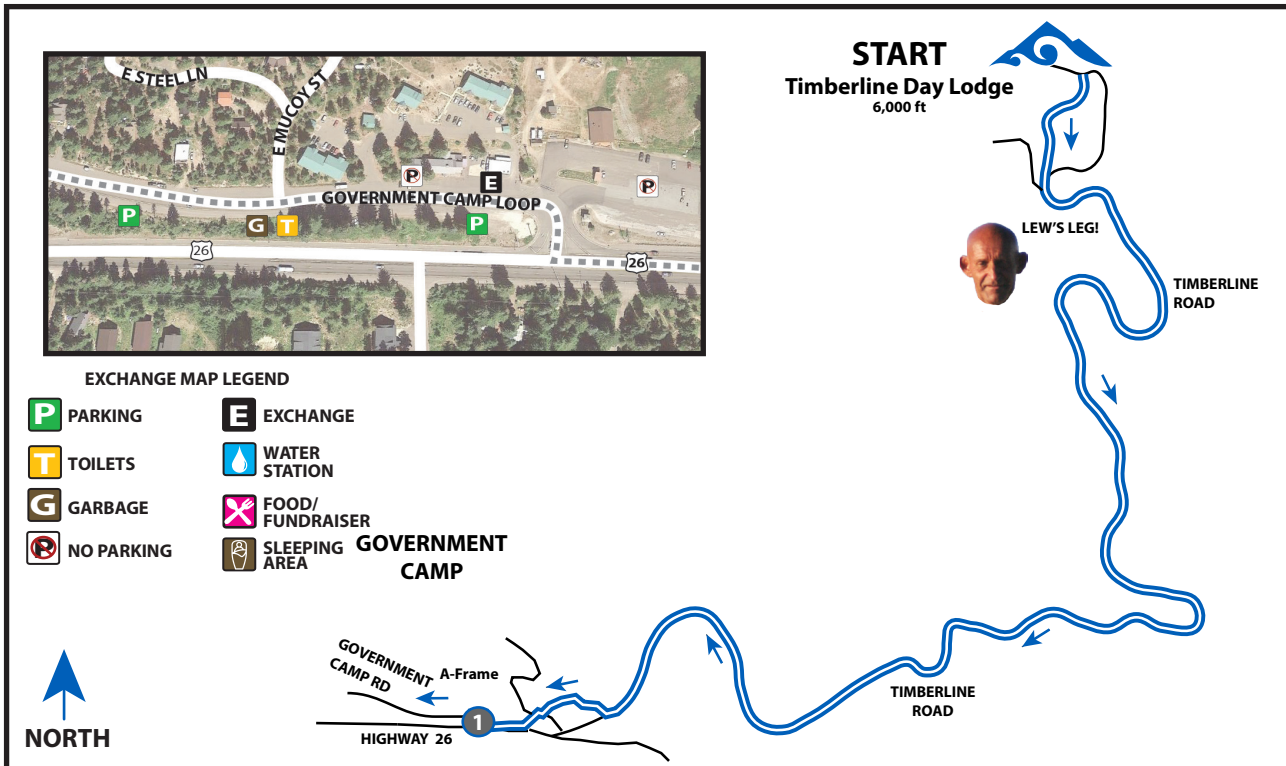 START
Timberline Day Lodge
6,000 ft
E STEEL LN
E MUCOY ST
P
E
P
GOVERNMENT CAMP LOOP
P
G
T
P
26
26
LEW'S LEG!
TIMBERLINE
ROAD
EXCHANGE MAP LEGEND
P PARKING
E EXCHANGE
T TOILETS
WATER
STATION
G GARBAGE
FOOD/
FUNDRAISER
P NO PARKING
SLEEPING
AREA
GOVERNMENT
CAMP
GOVERNMENT
CAMP RD
A-Frame
1
HIGHWAY 26
TIMBERLINE
ROAD
NORTH